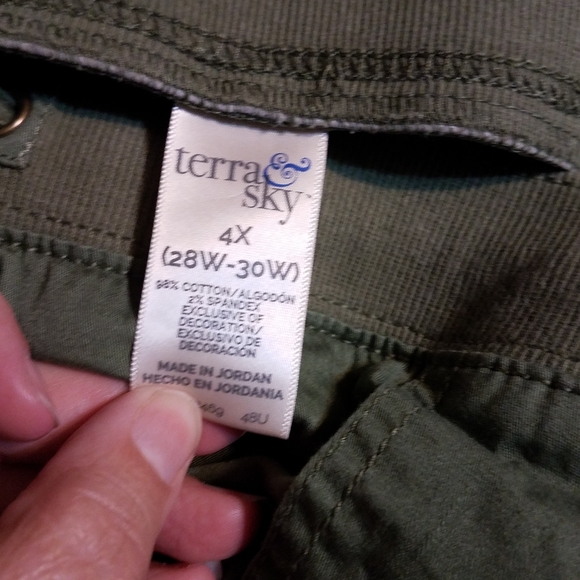 terra&
sky
4X
(28W-30W)
98% COTTON/ALGODÓN
2% SPANDEX
EXCLUSIVE OF
DECORATION/
EXCLUSIVO DE
DECORACIÓN
MADE IN JORDAN
HECHO EN JORDANIA
48U